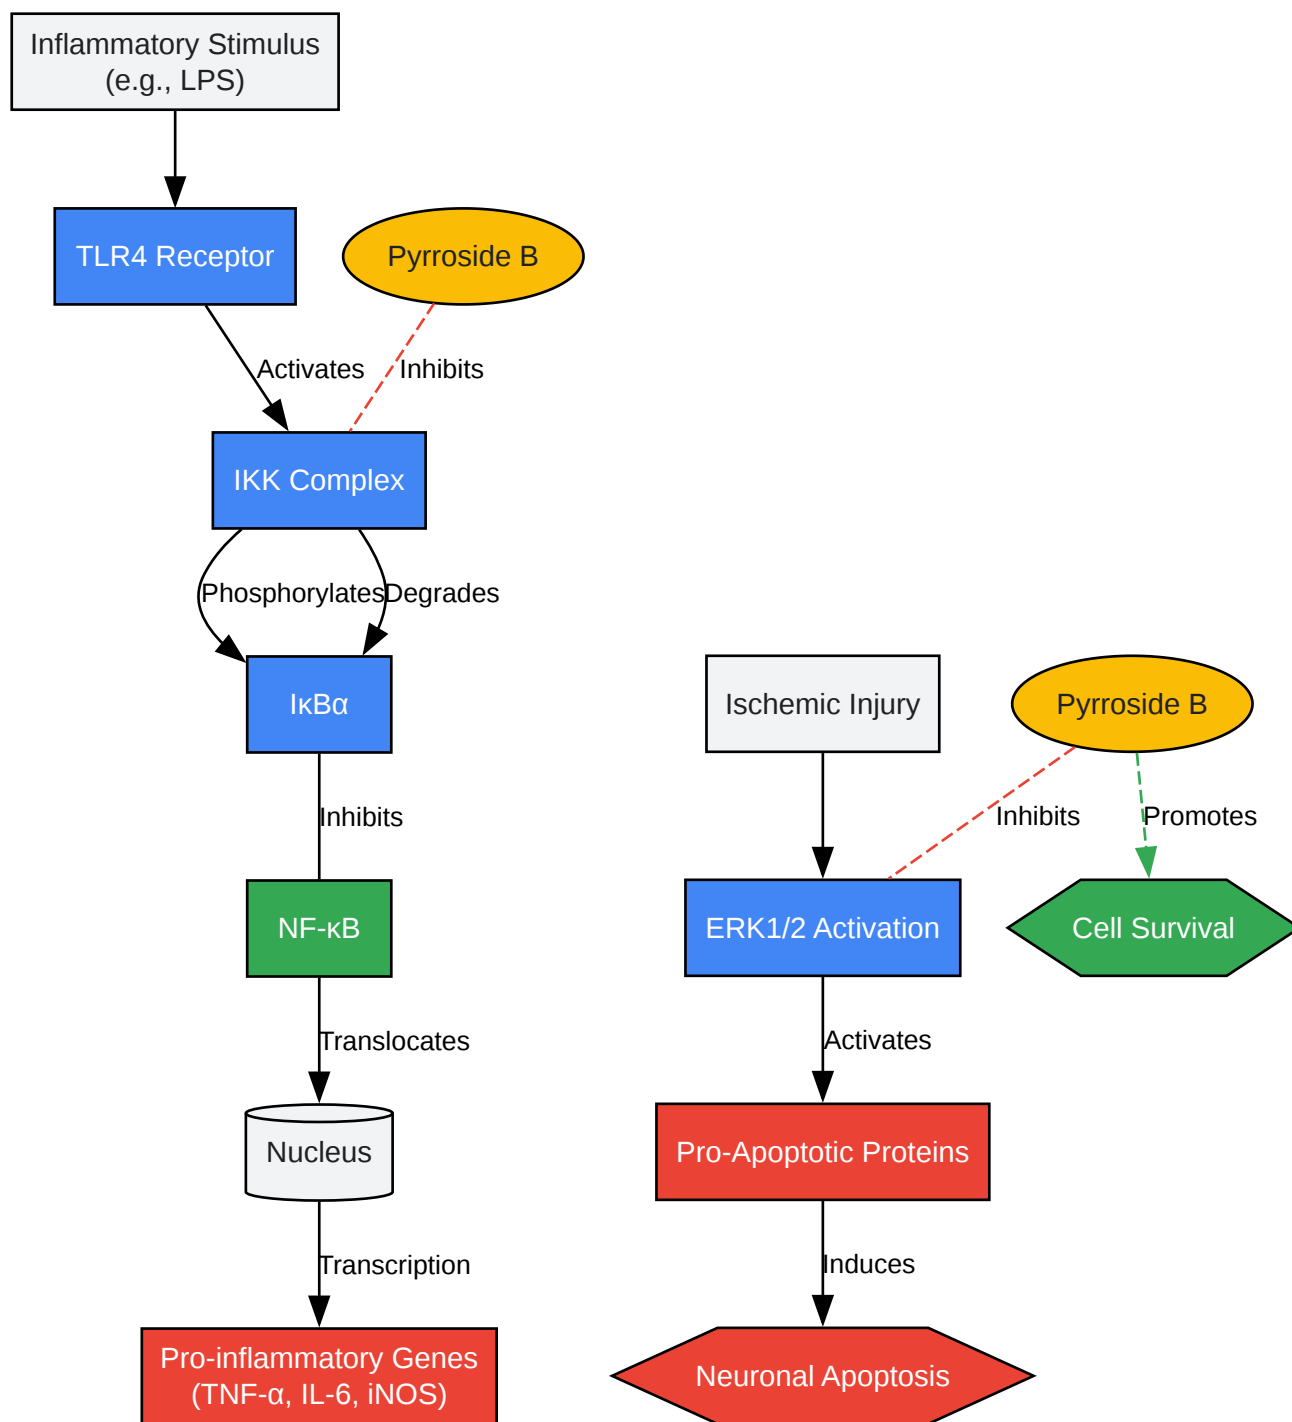 Inflammatory Stimulus
(e.g., LPS)
TLR4 Receptor
Pyrroside B
Activates
Inhibits
IKK Complex
Phosphorylates
Degrades
IκBα
Inhibits
NF-κB
Translocates
Nucleus
Transcription
Pro-inflammatory Genes
(TNF-α, IL-6, iNOS)
Ischemic Injury
Pyrroside B
Inhibits
Promotes
ERK1/2 Activation
Cell Survival
Activates
Pro-Apoptotic Proteins
Induces
Neuronal Apoptosis